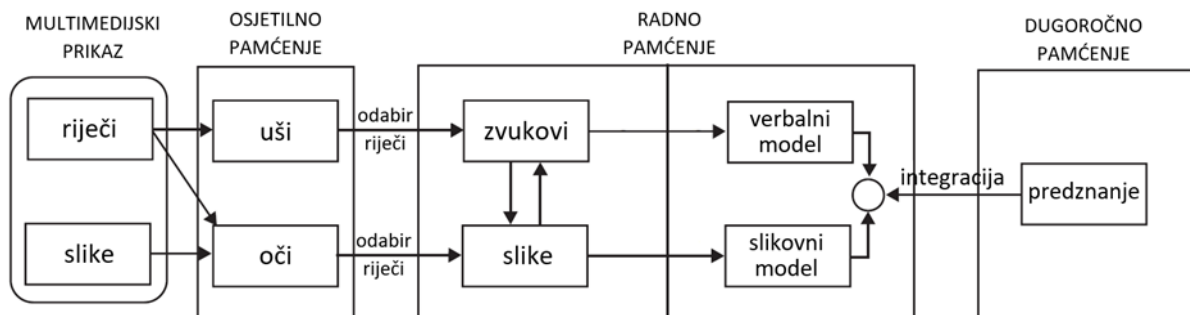 MULTIMEDIJSKI
PRIKAZ
OSJETILNO
PAMĆENJE
RADNO
PAMĆENJE
DUGOROČNO
PAMĆENJE
riječi
uši
odabir
riječi
zvukovi
verbalni
model
integracija
predznanje
slike
oči
odabir
riječi
slike
slikovni
model